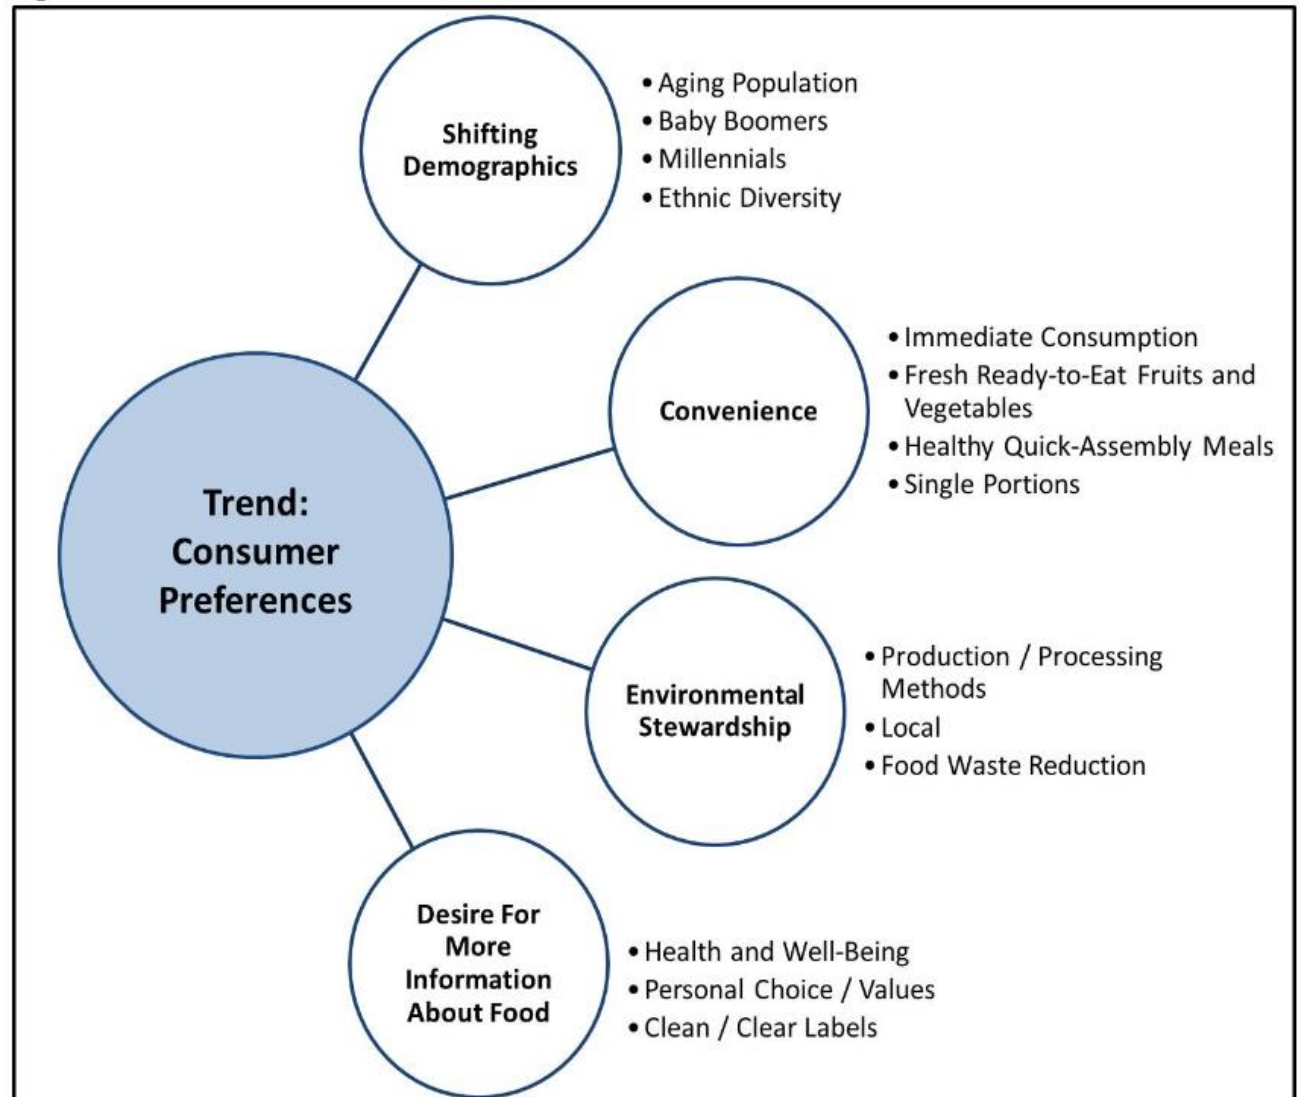 Shifting
Demographics
• Aging Population
• Baby Boomers
• Millennials
• Ethnic Diversity
Convenience
• Immediate Consumption
• Fresh Ready-to-Eat Fruits and
Vegetables
• Healthy Quick-Assembly Meals
• Single Portions
Trend:
Consumer
Preferences
Environmental
Stewardship
• Production / Processing
Methods
• Local
• Food Waste Reduction
Desire For
More
Information
About Food
• Health and Well-Being
• Personal Choice / Values
• Clean / Clear Labels